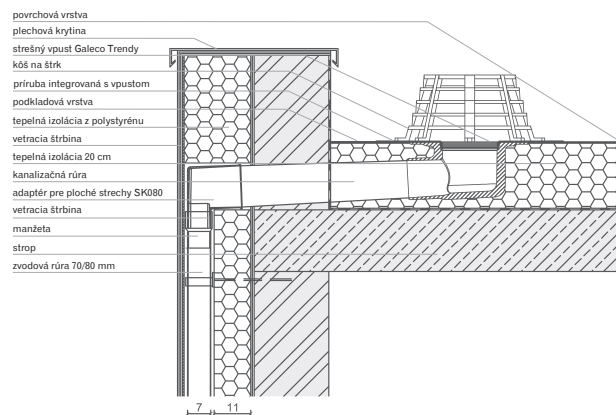 povrchová vrstva
plechová krytina
strešný vpust Galeco Trendy
kôš na štrk
príruba integrovaná s vpustom
podkladová vrstva
tepelná izolácia z polystyrénu
vetracia štrbina
tepelná izolácia 20 cm
kanalizačná rúra
adaptér pre ploché strechy SK080
vetracia štrbina
manžeta
strop
zvodová rúra 70/80 mm
7 11